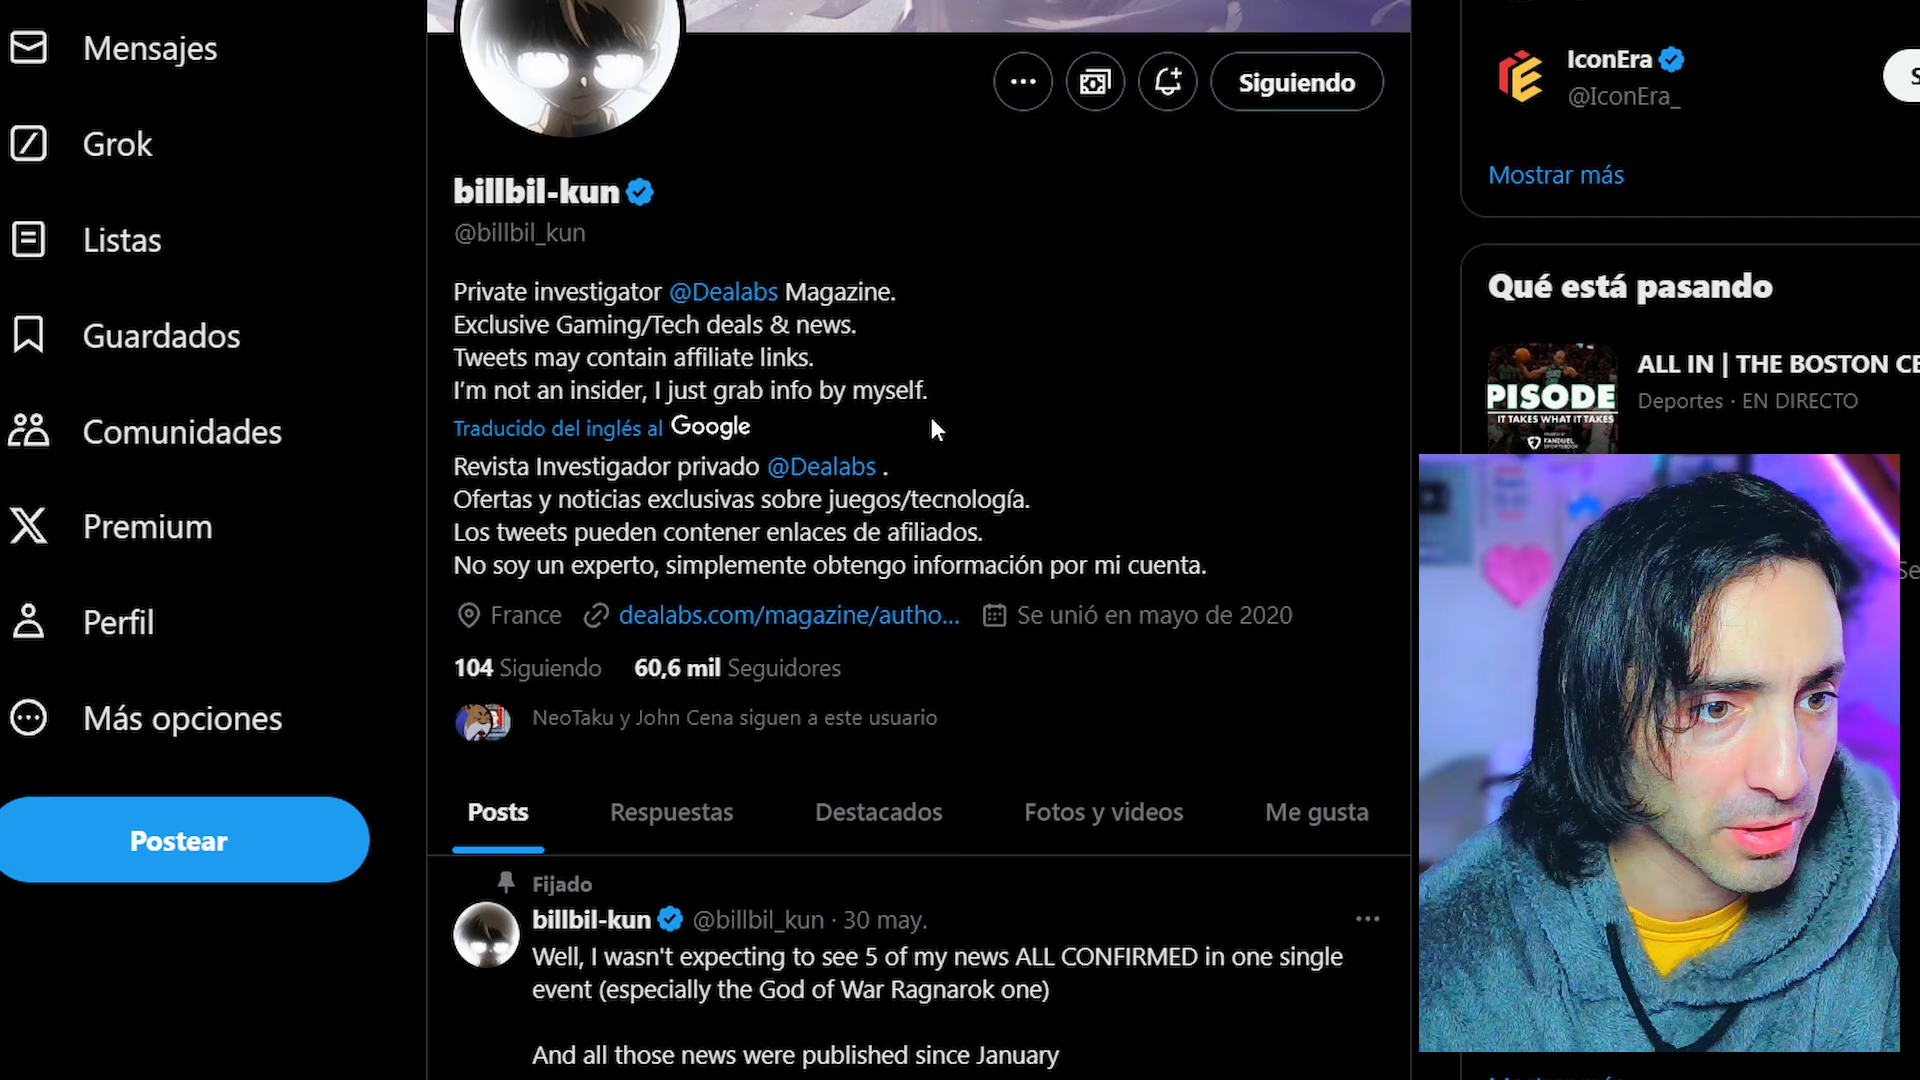 Mensajes
Grok
Listas
Guardados
Comunidades
Premium
Perfil
Más opciones
Postear
Siguiendo
billbil-kun
@billbil_kun
Private investigator @Dealabs Magazine.
Exclusive Gaming/Tech deals & news.
Tweets may contain affiliate links.
I’m not an insider, I just grab info by myself.
Traducido del inglés al Google
Revista Investigador privado @Dealabs .
Ofertas y noticias exclusivas sobre juegos/tecnología.
Los tweets pueden contener enlaces de afiliados.
No soy un experto, simplemente obtengo información por mi cuenta.
France dealabs.com/magazine/autho... Se unió en mayo de 2020
104 Siguiendo 60,6 mil Seguidores
NeoTaku y John Cena siguen a este usuario
Posts Respuestas Destacados Fotos y videos Me gusta
Fijado
billbil-kun @billbil_kun · 30 may.
Well, I wasn't expecting to see 5 of my news ALL CONFIRMED in one single
event (especially the God of War Ragnarok one)
And all those news were published since January
IconEra
@IconEra_
Mostrar más
Qué está pasando
ALL IN | THE BOSTON CE
Deportes · EN DIRECTO
PISODE
IT TAKES WHAT IT TAKES
FANDUEL